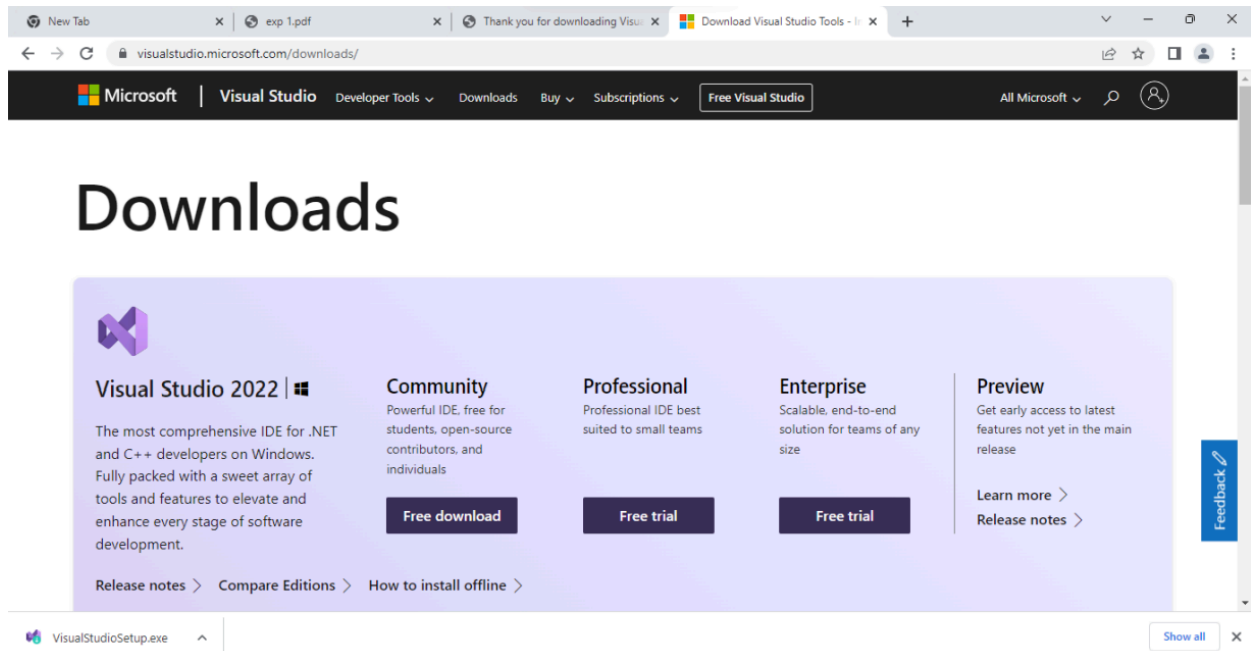 New Tab
exp 1.pdf
Thank you for downloading Visu
Download Visual Studio Tools - I
visualstudio.microsoft.com/downloads/
Microsoft | Visual Studio Developer Tools Downloads Buy Subscriptions Free Visual Studio All Microsoft
Downloads
Visual Studio 2022
The most comprehensive IDE for .NET
and C++ developers on Windows.
Fully packed with a sweet array of
tools and features to elevate and
enhance every stage of software
development.
Community
Powerful IDE, free for
students, open-source
contributors, and
individuals
Free download
Professional
Professional IDE best
suited to small teams
Free trial
Enterprise
Scalable, end-to-end
solution for teams of any
size
Free trial
Preview
Get early access to latest
features not yet in the main
release
Learn more
Release notes
Release notes Compare Editions How to install offline
Feedback
VisualStudioSetup.exe
Show all